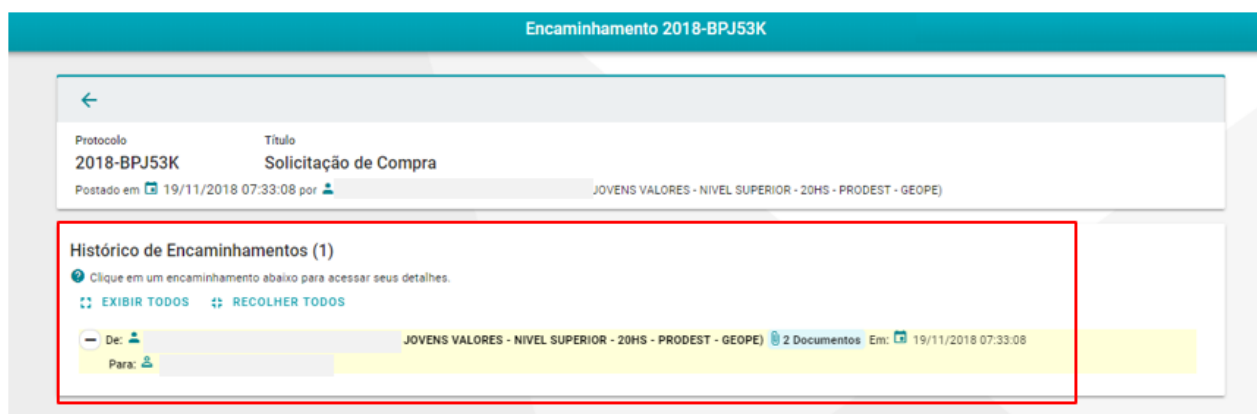 Encaminhamento 2018-BPJ53K
Protocolo Título
2018-BPJ53K Solicitação de Compra
Postado em 19/11/2018 07:33:08 por JOVENS VALORES - NIVEL SUPERIOR - 20HS - PRODEST - GEOPE)
Histórico de Encaminhamentos (1)
Clique em um encaminhamento abaixo para acessar seus detalhes.
EXIBIR TODOS RECOLHER TODOS
De: JOVENS VALORES - NIVEL SUPERIOR - 20HS - PRODEST - GEOPE) 2 Documentos Em: 19/11/2018 07:33:08
Para: